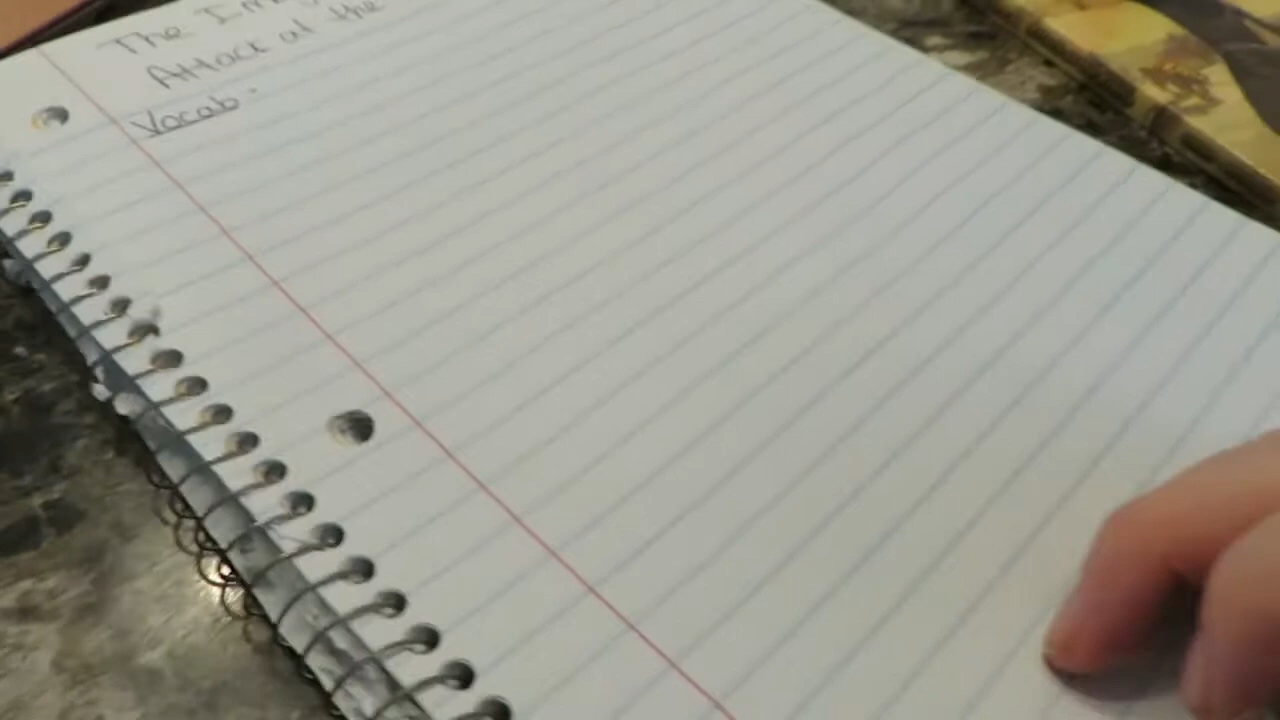 The
Attack at the
Vocab.